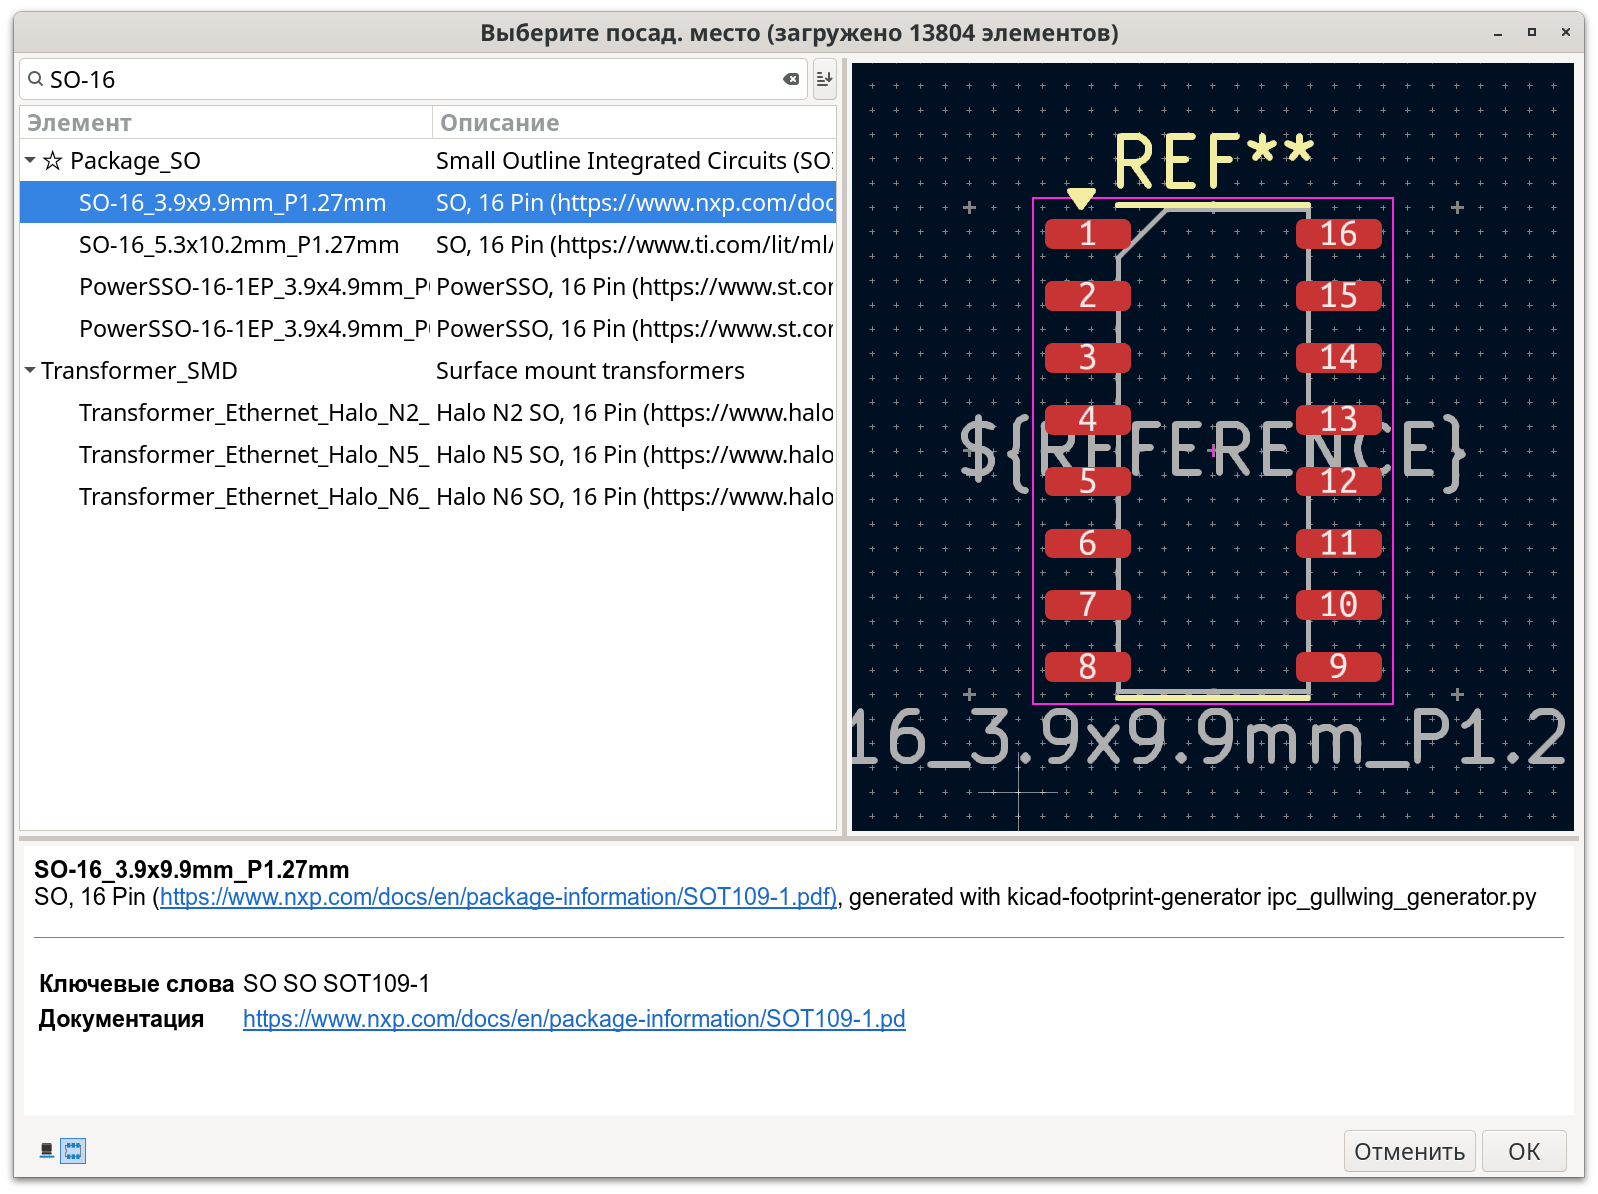 Выберите посад. место (загружено 13804 элементов)
SO-16
Элемент Описание
Package_SO Small Outline Integrated Circuits (SO
SO-16_3.9x9.9mm_P1.27mm SO, 16 Pin (https://www.nxp.com/doc
SO-16_5.3x10.2mm_P1.27mm SO, 16 Pin (https://www.ti.com/lit/ml/
PowerSSO-16-1EP_3.9x4.9mm_P PowerSSO, 16 Pin (https://www.st.co
PowerSSO-16-1EP_3.9x4.9mm_P PowerSSO, 16 Pin (https://www.st.co
Transformer_SMD Surface mount transformers
Transformer_Ethernet_Halo_N2_ Halo N2 SO, 16 Pin (https://www.halo
Transformer_Ethernet_Halo_N5_ Halo N5 SO, 16 Pin (https://www.halo
Transformer_Ethernet_Halo_N6_ Halo N6 SO, 16 Pin (https://www.halo
REF**
1 16
2 15
3 14
4 13
${REFERENCE}
5 12
6 11
7 10
8 9
16_3.9x9.9mm_P1.2
SO-16_3.9x9.9mm_P1.27mm
SO, 16 Pin (https://www.nxp.com/docs/en/package-information/SOT109-1.pdf), generated with kicad-footprint-generator ipc_gullwing_generator.py
Ключевые слова SO SO SOT109-1
Документация https://www.nxp.com/docs/en/package-information/SOT109-1.pd
Отменить OK